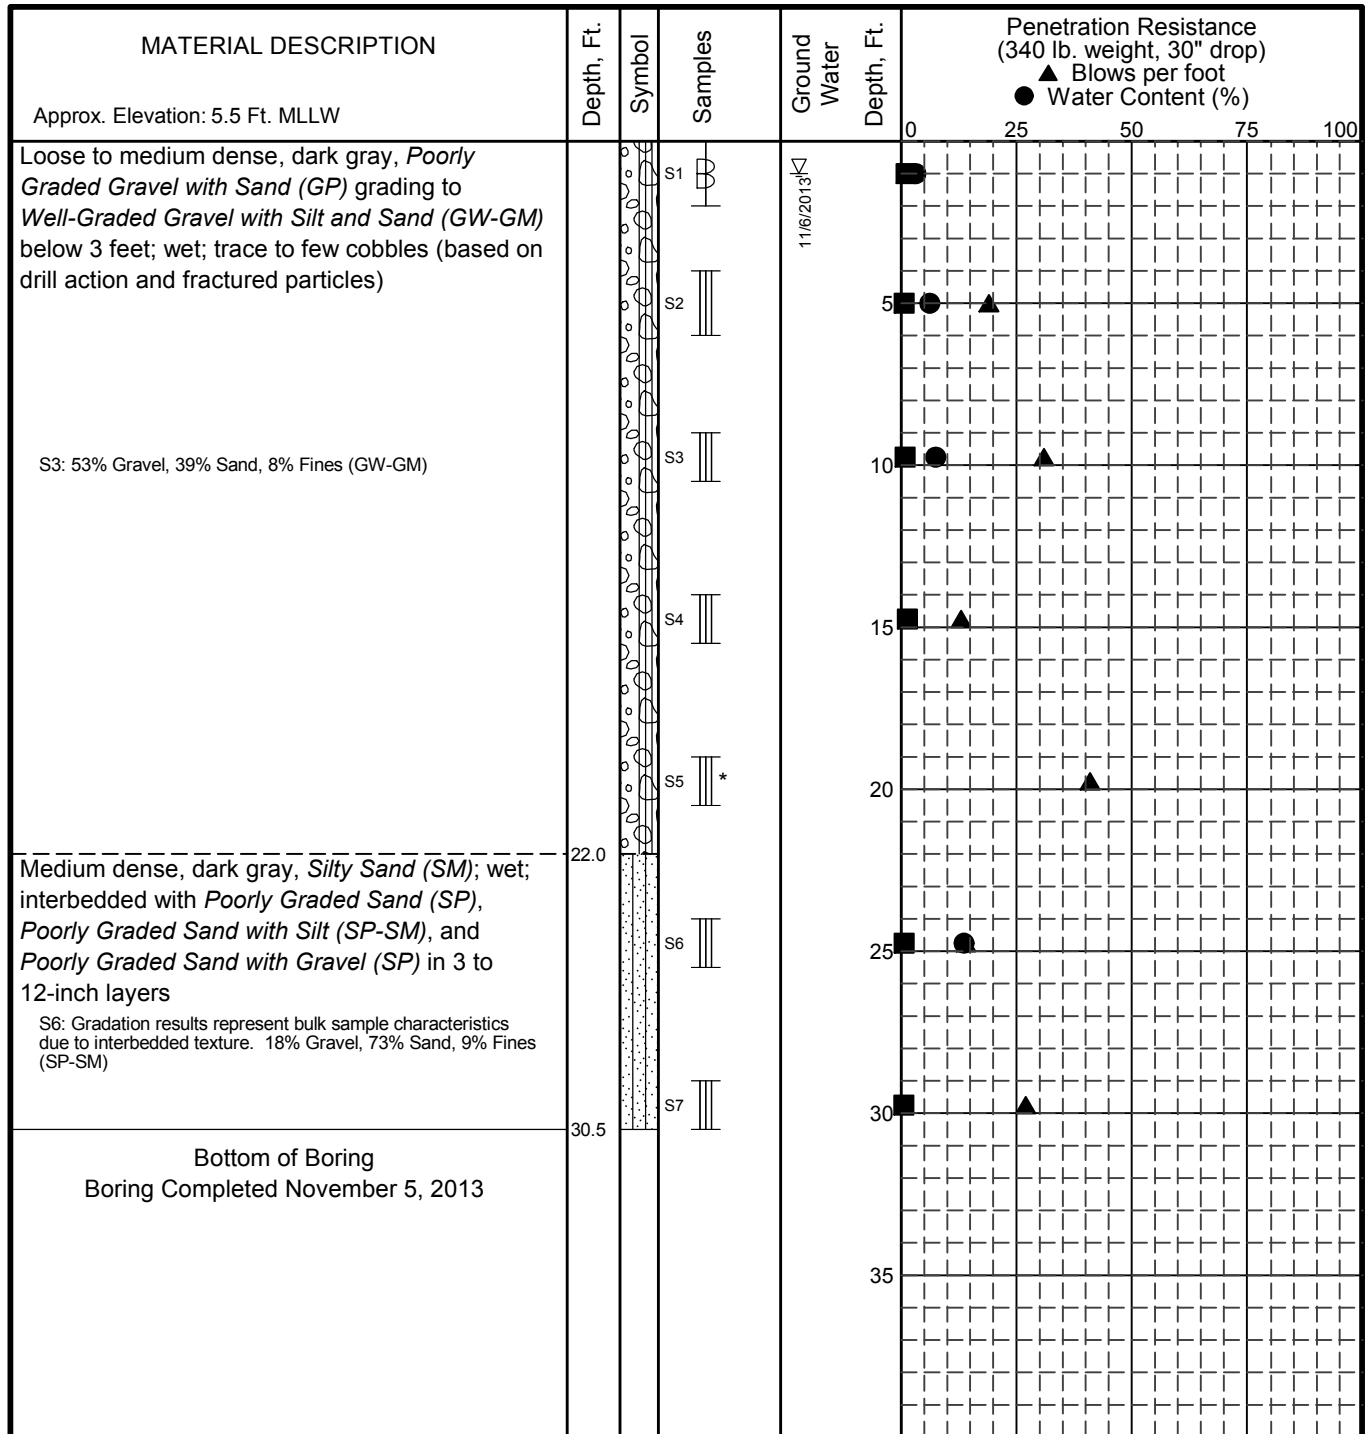 MATERIAL DESCRIPTION
Approx. Elevation: 5.5 Ft. MLLW
Depth, Ft.
Symbol
Samples
Ground
Water
Depth, Ft.
Penetration Resistance
(340 lb. weight, 30" drop)
▲ Blows per foot
● Water Content (%)
0 25 50 75 100
Loose to medium dense, dark gray, Poorly
Graded Gravel with Sand (GP) grading to
Well-Graded Gravel with Silt and Sand (GW-GM)
below 3 feet; wet; trace to few cobbles (based on
drill action and fractured particles)
S1
11/6/2013
S2
5
S3: 53% Gravel, 39% Sand, 8% Fines (GW-GM)
S3
10
S4
15
S5 *
20
22.0
Medium dense, dark gray, Silty Sand (SM); wet;
interbedded with Poorly Graded Sand (SP),
Poorly Graded Sand with Silt (SP-SM), and
Poorly Graded Sand with Gravel (SP) in 3 to
12-inch layers
S6
25
S6: Gradation results represent bulk sample characteristics
due to interbedded texture. 18% Gravel, 73% Sand, 9% Fines
(SP-SM)
S7
30
30.5
Bottom of Boring
Boring Completed November 5, 2013
35